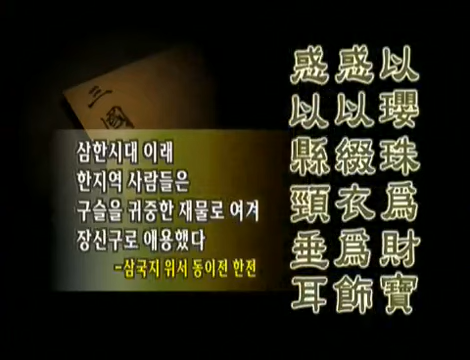 三國
삼한시대 이래
한지역 사람들은
구슬을 귀중한 재물로 여겨
장신구로 애용했다
-삼국지 위서 동이전 한전
以瓔珠爲財寶
惑以綴衣爲飾
惑以縣頸垂耳